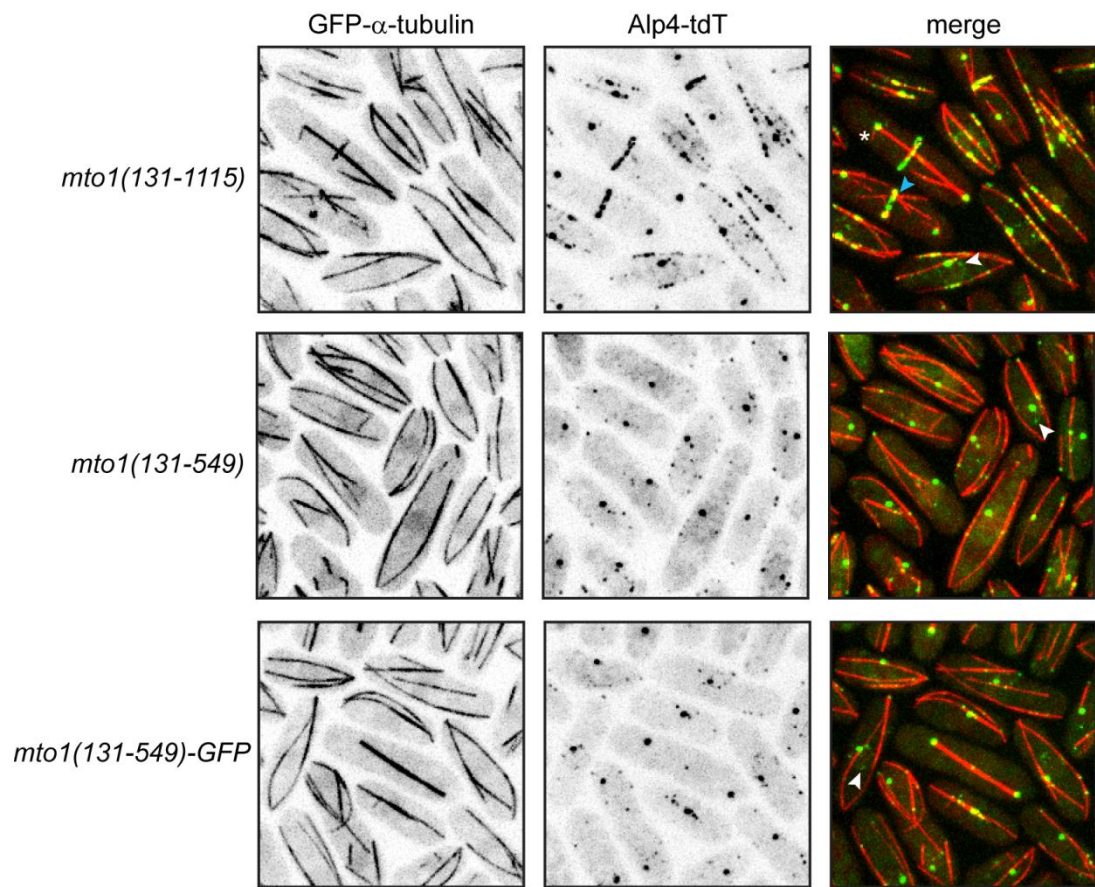 GFP-α-tubulin Alp4-tdT merge
mto1(131-1115)
*
mto1(131-549)
mto1(131-549)-GFP